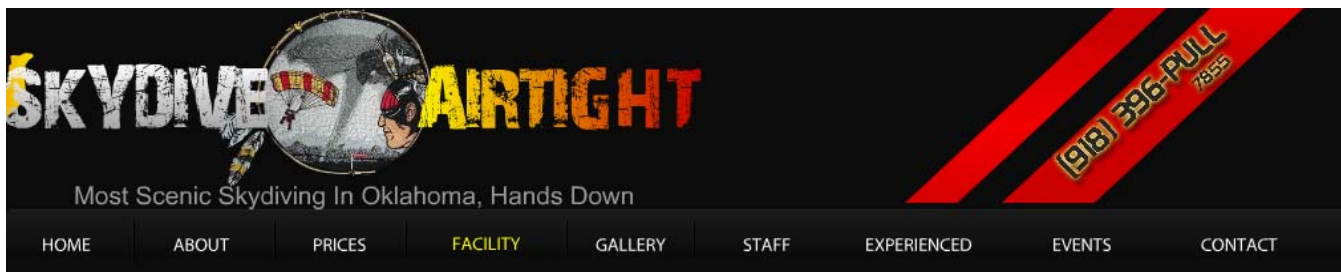 SKYDIVE AIRTIGHT
(918) 396-PULL
7855
Most Scenic Skydiving In Oklahoma, Hands Down
HOME ABOUT PRICES FACILITY GALLERY STAFF EXPERIENCED EVENTS CONTACT